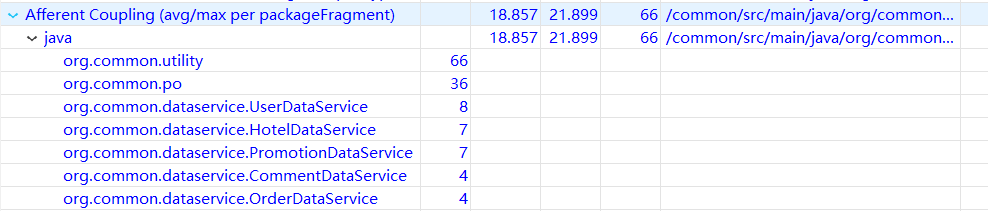 Afferent Coupling (avg/max per packageFragment) 18.857 21.899 66 /common/src/main/java/org/common...
java 18.857 21.899 66 /common/src/main/java/org/common...
org.common.utility 66
org.common.po 36
org.common.dataservice.UserDataService 8
org.common.dataservice.HotelDataService 7
org.common.dataservice.PromotionDataService 7
org.common.dataservice.CommentDataService 4
org.common.dataservice.OrderDataService 4